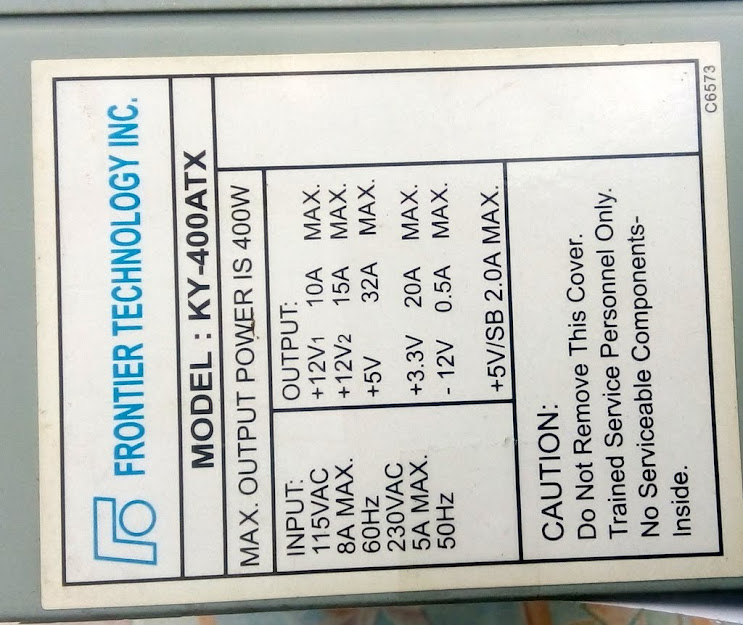 FRONTIER TECHNOLOGY INC.
MODEL : KY-400ATX
MAX. OUTPUT POWER IS 400W
INPUT:
115VAC
8A MAX.
60Hz
230VAC
5A MAX.
50Hz
OUTPUT:
+12V1 10A MAX.
+12V2 15A MAX.
+5V 32A MAX.
+3.3V 20A MAX.
-12V 0.5A MAX.
+5V/SB 2.0A MAX.
CAUTION:
Do Not Remove This Cover.
Trained Service Personnel Only.
No Serviceable Components-
Inside.
C6573